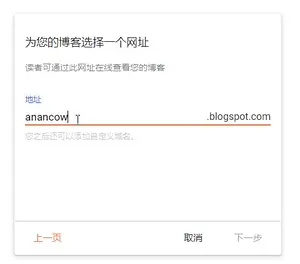 为您的博客选择一个网址
读者可通过此网址在线查看您的博客
地址
anancow .blogspot.com
您之后还可以添加自定义域名。
上一页 取消 下一步